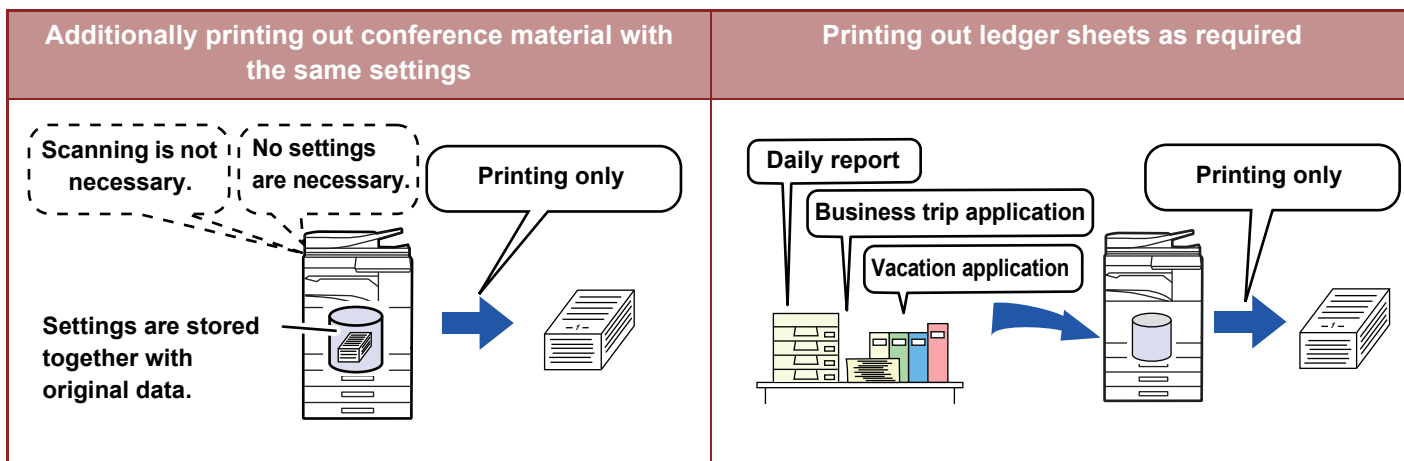 Additionally printing out conference material with
the same settings
Printing out ledger sheets as required
Scanning is not
necessary.
No settings
are necessary.
Printing only
Settings are stored
together with
original data.
-1-
Daily report
Business trip application
Vacation application
Printing only
-1-